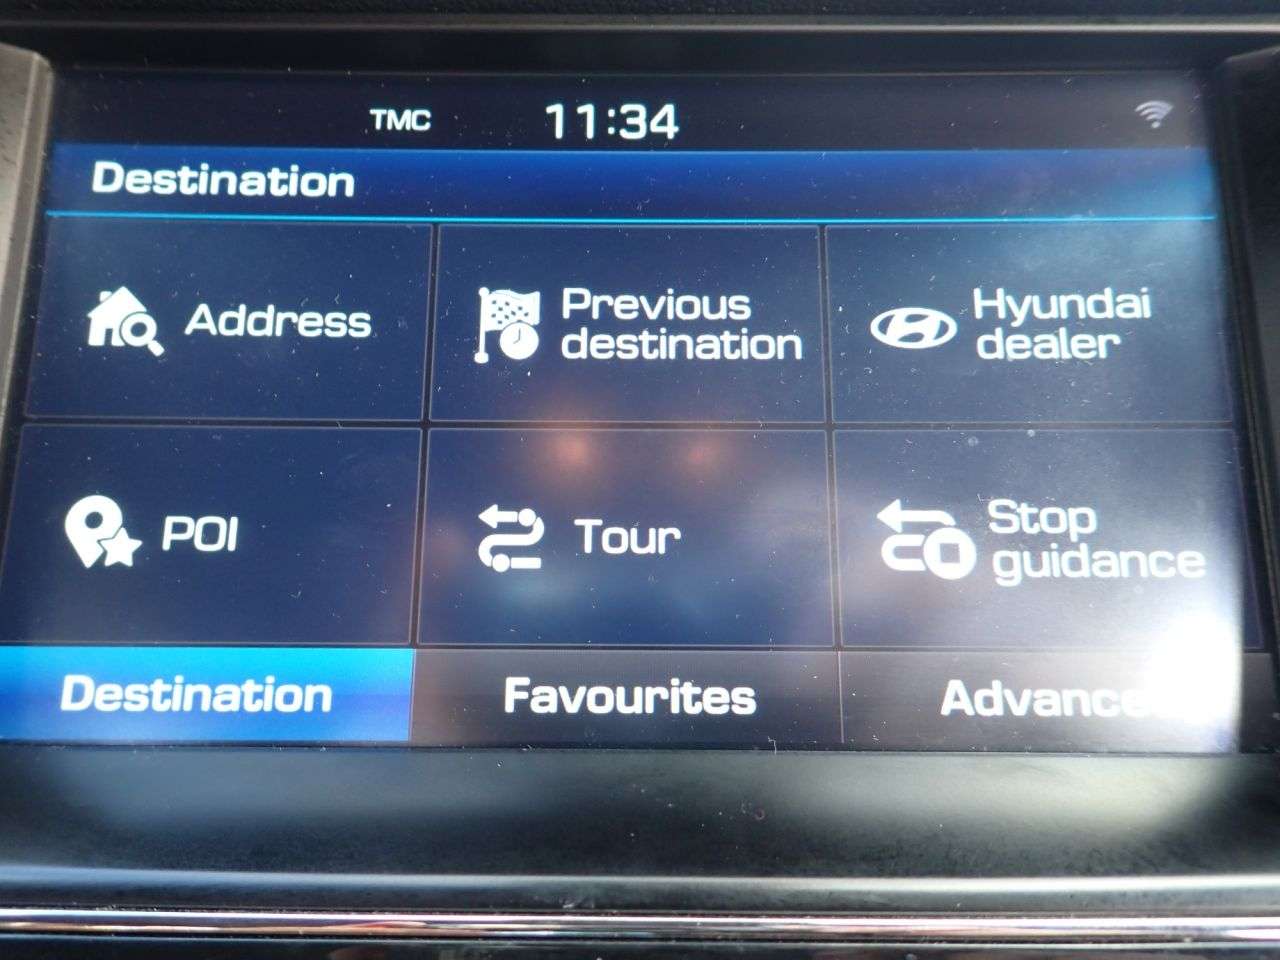 TMC 11:34
Destination
Address
Previous
destination
Hyundai
dealer
POI
Tour
Stop
guidance
Destination Favourites